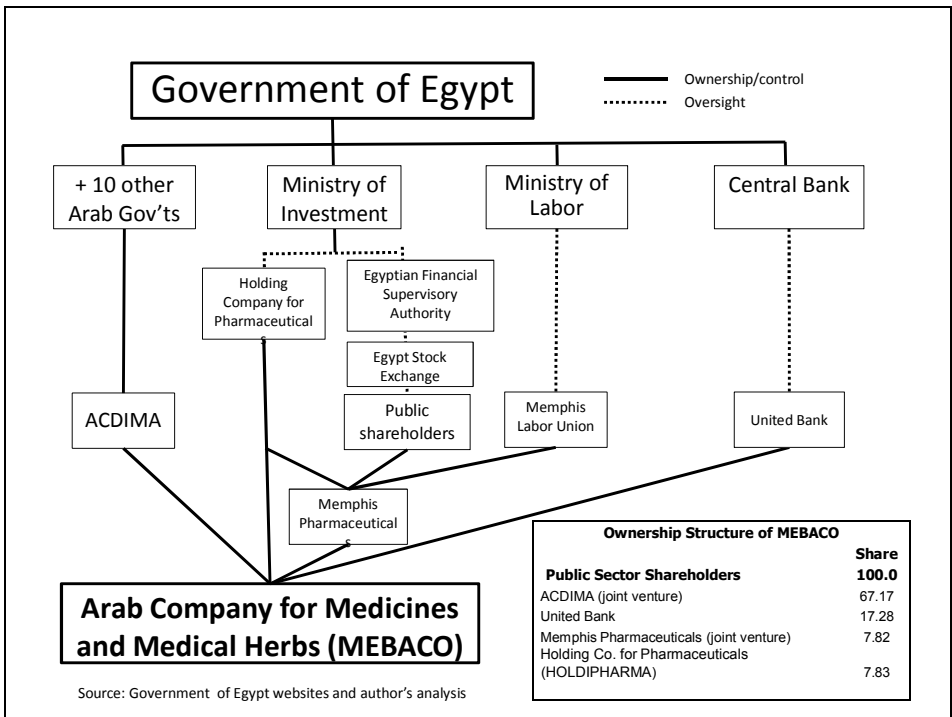 Government of Egypt
Ownership/control
Oversight
+ 10 other
Arab Gov'ts
Ministry of
Investment
Ministry of
Labor
Central Bank
Holding
Company for
Pharmaceutical
s
Egyptian Financial
Supervisory
Authority
Egypt Stock
Exchange
Public
shareholders
ACDIMA
Memphis
Labor Union
United Bank
Memphis
Pharmaceutical
s
Arab Company for Medicines
and Medical Herbs (MEBACO)
Ownership Structure of MEBACO
Share
Public Sector Shareholders 100.0
ACDIMA (joint venture) 67.17
United Bank 17.28
Memphis Pharmaceuticals (joint venture) 7.82
Holding Co. for Pharmaceuticals
(HOLDIPHARMA) 7.83
Source: Government of Egypt websites and author's analysis